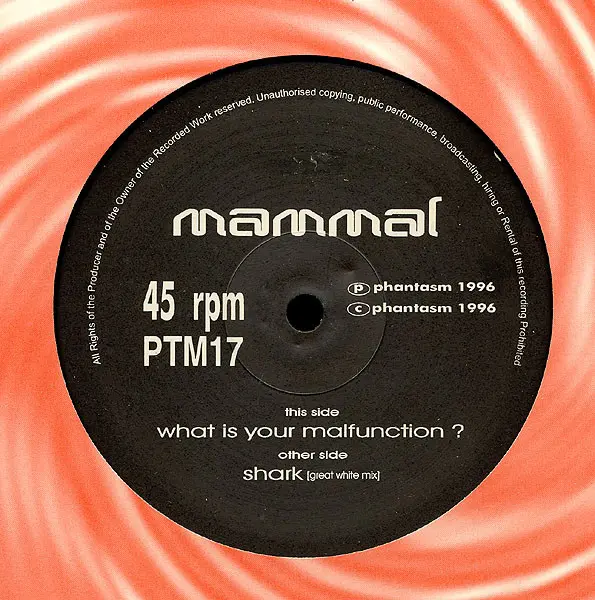 All Rights of the Producer and of the Owner of the Recorded Work reserved. Unauthorised copying, public performance, broadcasting, hiring or Rental of this recording Prohibited
mammal
45 rpm
PTM17
℗ phantasm 1996
© phantasm 1996
this side
what is your malfunction ?
other side
shark [great white mix]